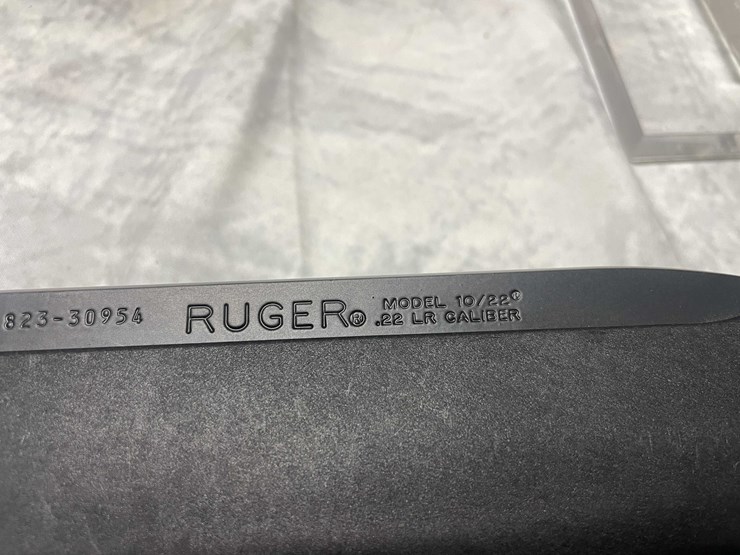 823-30954 RUGER® MODEL 10/22®
.22 LR CALIBER